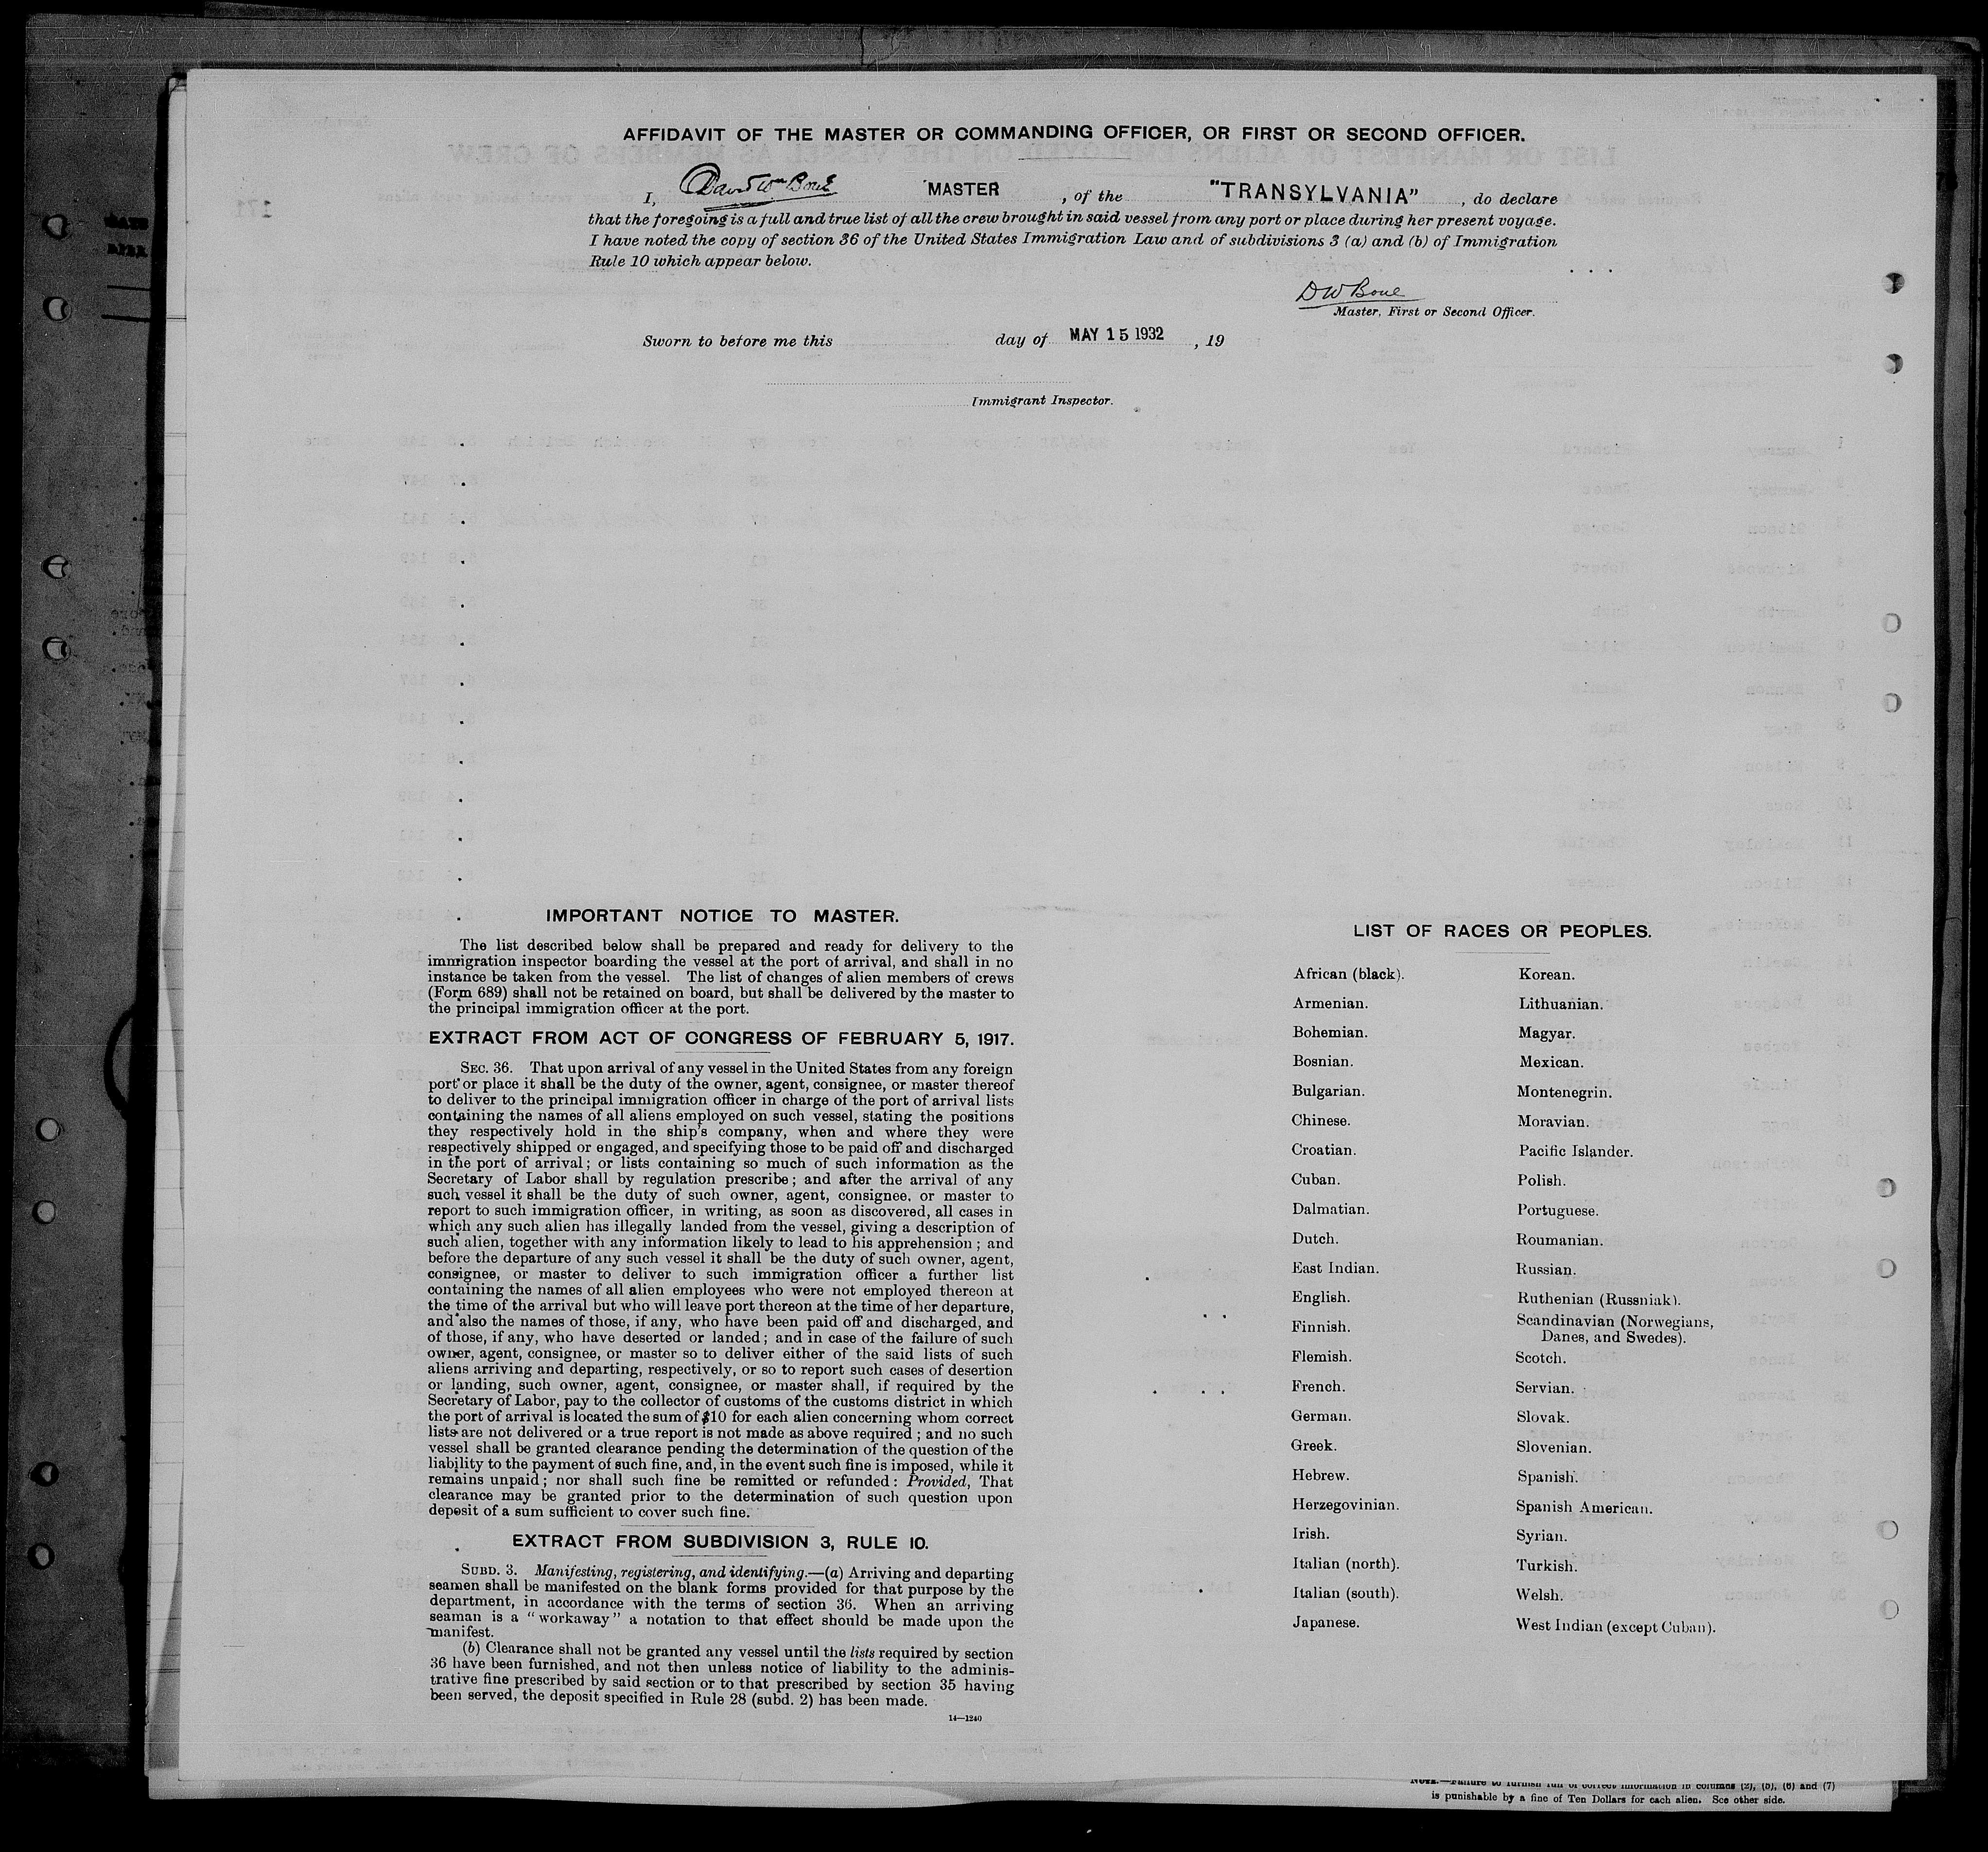 AFFIDAVIT OF THE MASTER OR COMMANDING OFFICER, OR FIRST OR SECOND OFFICER.
I, David Wm Bone MASTER, of the "TRANSYLVANIA", do declare
that the foregoing is a full and true list of all the crew brought in said vessel from any port or place during her present voyage.
I have noted the copy of section 36 of the United States Immigration Law and of subdivisions 3 (a) and (b) of Immigration
Rule 10 which appear below.
D W Bone
Master, First or Second Officer.
Sworn to before me this day of MAY 15 1932, 19
Immigrant Inspector.
IMPORTANT NOTICE TO MASTER.
The list described below shall be prepared and ready for delivery to the
immigration inspector boarding the vessel at the port of arrival, and shall in no
instance be taken from the vessel. The list of changes of alien members of crews
(Form 689) shall not be retained on board, but shall be delivered by the master to
the principal immigration officer at the port.
EXTRACT FROM ACT OF CONGRESS OF FEBRUARY 5, 1917.
SEC. 36. That upon arrival of any vessel in the United States from any foreign
port or place it shall be the duty of the owner, agent, consignee, or master thereof
to deliver to the principal immigration officer in charge of the port of arrival lists
containing the names of all aliens employed on such vessel, stating the positions
they respectively hold in the ship's company, when and where they were
respectively shipped or engaged, and specifying those to be paid off and discharged
in the port of arrival; or lists containing so much of such information as the
Secretary of Labor shall by regulation prescribe; and after the arrival of any
such vessel it shall be the duty of such owner, agent, consignee, or master to
report to such immigration officer, in writing, as soon as discovered, all cases in
which any such alien has illegally landed from the vessel, giving a description of
such alien, together with any information likely to lead to his apprehension; and
before the departure of any such vessel it shall be the duty of such owner, agent,
consignee, or master to deliver to such immigration officer a further list
containing the names of all alien employees who were not employed thereon at
the time of the arrival but who will leave port thereon at the time of her departure,
and also the names of those, if any, who have been paid off and discharged, and
of those, if any, who have deserted or landed; and in case of the failure of such
owner, agent, consignee, or master so to deliver either of the said lists of such
aliens arriving and departing, respectively, or so to report such cases of desertion
or landing, such owner, agent, consignee, or master shall, if required by the
Secretary of Labor, pay to the collector of customs of the customs district in which
the port of arrival is located the sum of $10 for each alien concerning whom correct
lists are not delivered or a true report is not made as above required; and no such
vessel shall be granted clearance pending the determination of the question of the
liability to the payment of such fine, and, in the event such fine is imposed, while it
remains unpaid; nor shall such fine be remitted or refunded: Provided, That
clearance may be granted prior to the determination of such question upon
deposit of a sum sufficient to cover such fine.
EXTRACT FROM SUBDIVISION 3, RULE 10.
SUBD. 3. Manifesting, registering, and identifying.—(a) Arriving and departing
seamen shall be manifested on the blank forms provided for that purpose by the
department, in accordance with the terms of section 36. When an arriving
seaman is a "workaway" a notation to that effect should be made upon the
manifest.
(b) Clearance shall not be granted any vessel until the lists required by section
36 have been furnished, and not then unless notice of liability to the adminis-
trative fine prescribed by said section or to that prescribed by section 35 having
been served, the deposit specified in Rule 28 (subd. 2) has been made.
14—1240
LIST OF RACES OR PEOPLES.
African (black).
Armenian.
Bohemian.
Bosnian.
Bulgarian.
Chinese.
Croatian.
Cuban.
Dalmatian.
Dutch.
East Indian.
English.
Finnish.
Flemish.
French.
German.
Greek.
Hebrew.
Herzegovinian.
Irish.
Italian (north).
Italian (south).
Japanese.
Korean.
Lithuanian.
Magyar.
Mexican.
Montenegrin.
Moravian.
Pacific Islander.
Polish.
Portuguese.
Roumanian.
Russian.
Ruthenian (Russniak).
Scandinavian (Norwegians,
Danes, and Swedes).
Scotch.
Servian.
Slovak.
Slovenian.
Spanish.
Spanish American.
Syrian.
Turkish.
Welsh.
West Indian (except Cuban).
NOTE.—Failure to furnish full or correct information in columns (2), (5), (6) and (7)
is punishable by a fine of Ten Dollars for each alien. See other side.